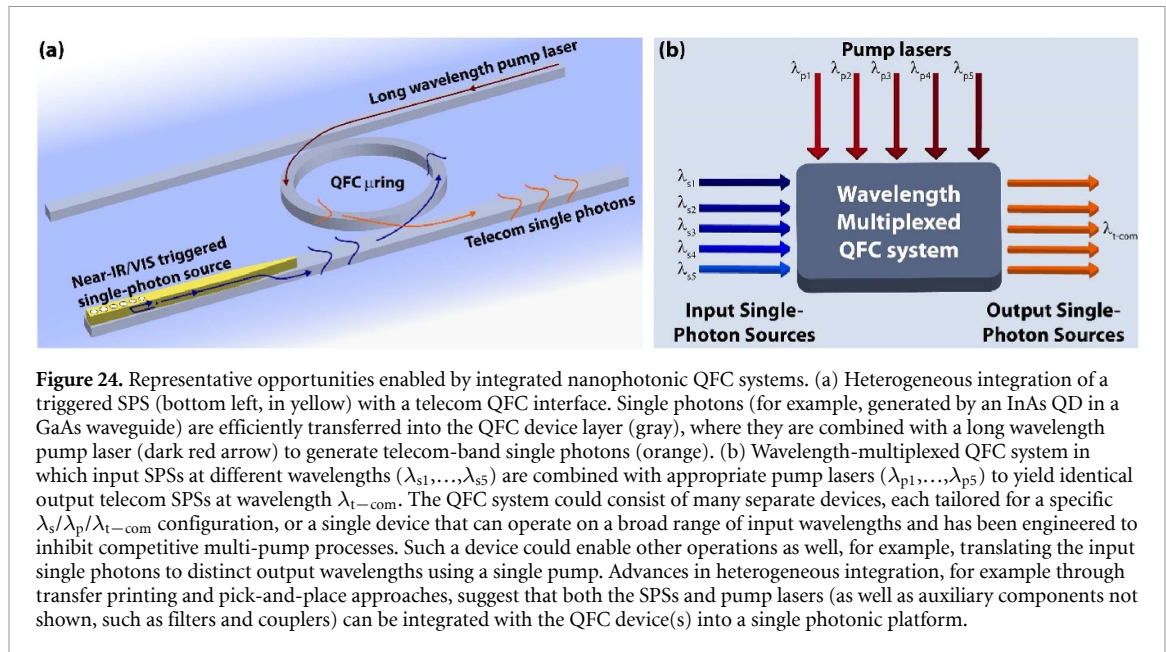 (a)
Long wavelength pump laser
QFC μring
Telecom single photons
Near-IR/VIS triggered
single-photon source
(b)
Pump lasers
λp1 λp2 λp3 λp4 λp5
λs1
λs2
λs3
λs4
λs5
Wavelength
Multiplexed
QFC system
λt-com
Input Single-
Photon Sources
Output Single-
Photon Sources
Figure 24. Representative opportunities enabled by integrated nanophotonic QFC systems. (a) Heterogeneous integration of a
triggered SPS (bottom left, in yellow) with a telecom QFC interface. Single photons (for example, generated by an InAs QD in a
GaAs waveguide) are efficiently transferred into the QFC device layer (gray), where they are combined with a long wavelength
pump laser (dark red arrow) to generate telecom-band single photons (orange). (b) Wavelength-multiplexed QFC system in
which input SPSs at different wavelengths (λs1,…,λs5) are combined with appropriate pump lasers (λp1,…,λp5) to yield identical
output telecom SPSs at wavelength λt−com. The QFC system could consist of many separate devices, each tailored for a specific
λs/λp/λt−com configuration, or a single device that can operate on a broad range of input wavelengths and has been engineered to
inhibit competitive multi-pump processes. Such a device could enable other operations as well, for example, translating the input
single photons to distinct output wavelengths using a single pump. Advances in heterogeneous integration, for example through
transfer printing and pick-and-place approaches, suggest that both the SPSs and pump lasers (as well as auxiliary components not
shown, such as filters and couplers) can be integrated with the QFC device(s) into a single photonic platform.